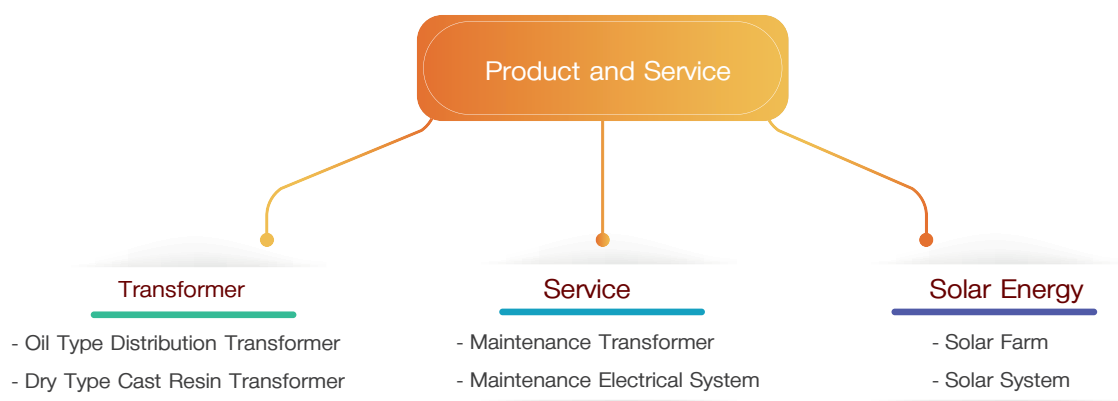 Product and Service
Transformer
- Oil Type Distribution Transformer
- Dry Type Cast Resin Transformer
Service
- Maintenance Transformer
- Maintenance Electrical System
Solar Energy
- Solar Farm
- Solar System